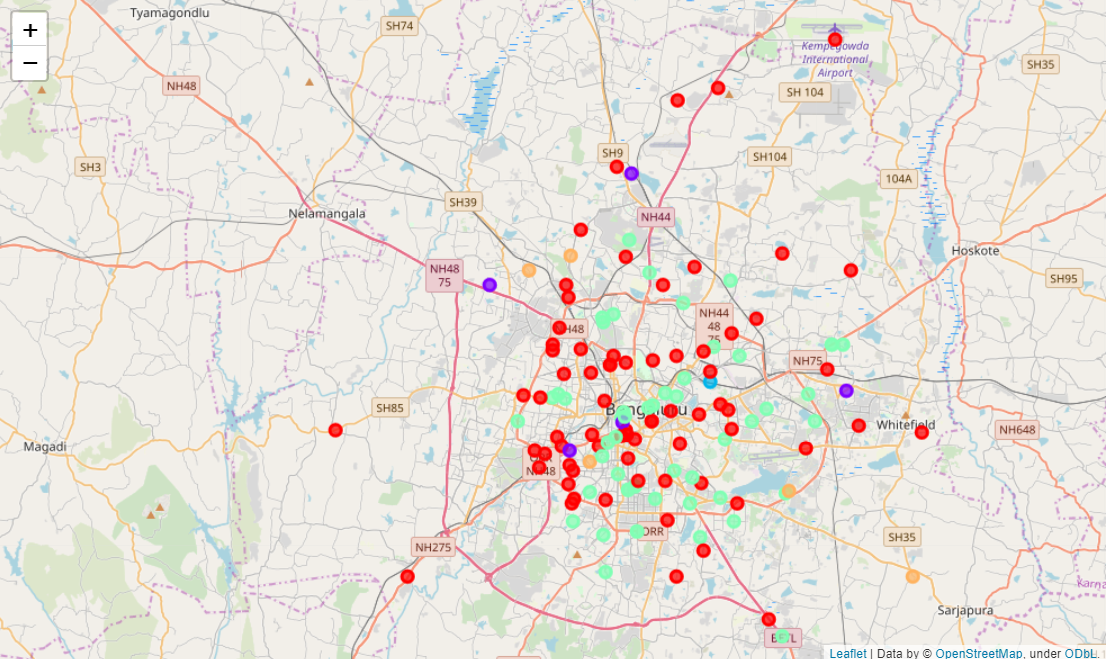 +
−
Tyamagondlu
SH74
Kempegowda
International
Airport
SH35
NH48
SH 104
SH3
SH9
SH104
104A
SH39
Nelamangala
NH44
Hoskote
NH48
75
SH95
NH44
48
75
H48
NH75
SH85
Bengaluru
Whitefield
NH648
Madagi
NH48
ORR
SH35
NH275
Sarjapura
Leaflet | Data by © OpenStreetMap, under ODbL.